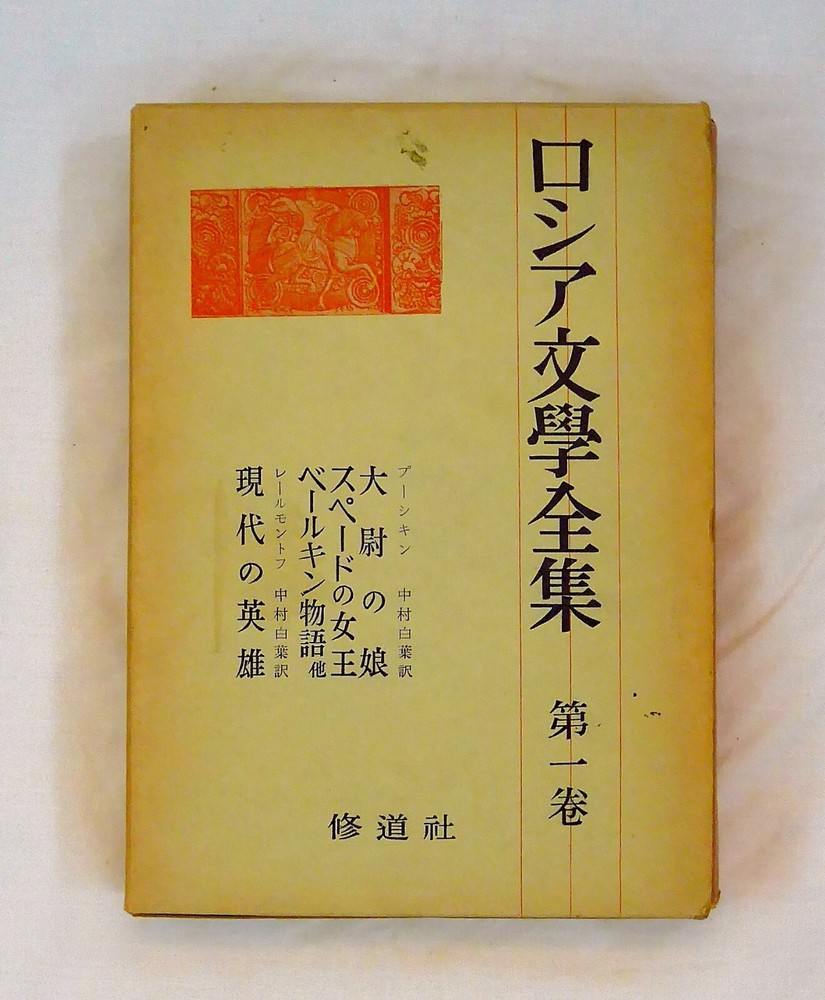 ロシア文學全集 第一卷
プーシキン 中村白葉訳
大尉の娘
スペードの女王
ベールキン物語 他
レールモントフ 中村白葉訳
現代の英雄
修道社